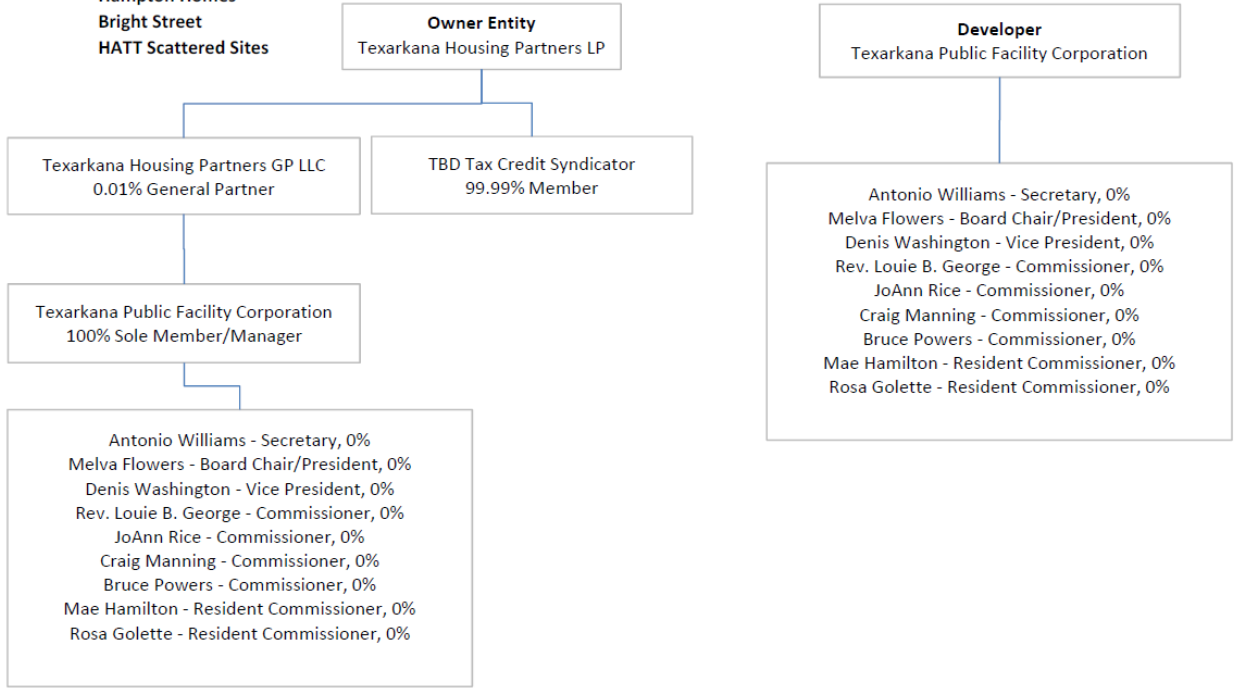 Hampton Homes
Bright Street
HATT Scattered Sites
Owner Entity
Texarkana Housing Partners LP
Developer
Texarkana Public Facility Corporation
Texarkana Housing Partners GP LLC
0.01% General Partner
TBD Tax Credit Syndicator
99.99% Member
Texarkana Public Facility Corporation
100% Sole Member/Manager
Antonio Williams - Secretary, 0%
Melva Flowers - Board Chair/President, 0%
Denis Washington - Vice President, 0%
Rev. Louie B. George - Commissioner, 0%
JoAnn Rice - Commissioner, 0%
Craig Manning - Commissioner, 0%
Bruce Powers - Commissioner, 0%
Mae Hamilton - Resident Commissioner, 0%
Rosa Golette - Resident Commissioner, 0%
Antonio Williams - Secretary, 0%
Melva Flowers - Board Chair/President, 0%
Denis Washington - Vice President, 0%
Rev. Louie B. George - Commissioner, 0%
JoAnn Rice - Commissioner, 0%
Craig Manning - Commissioner, 0%
Bruce Powers - Commissioner, 0%
Mae Hamilton - Resident Commissioner, 0%
Rosa Golette - Resident Commissioner, 0%